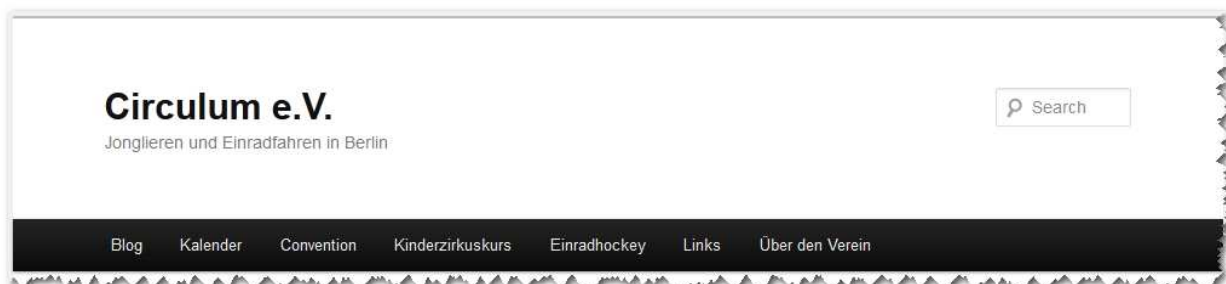 Circulum e.V.
Jonglieren und Einradfahren in Berlin
Search
Blog Kalender Convention Kinderzirkuskurs Einradhockey Links Über den Verein